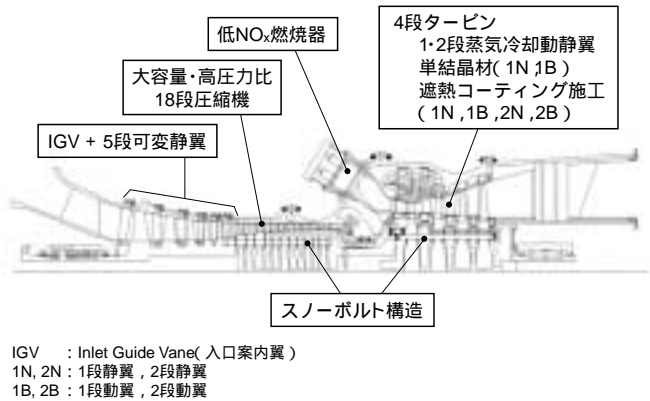 低NOx燃焼器
4段タービン
1・2段蒸気冷却動静翼
単結晶材( 1N ,1B )
遮熱コーティング施工
( 1N ,1B ,2N ,2B )
大容量・高圧力比
18段圧縮機
IGV + 5段可変静翼
スノーボルト構造
IGV : Inlet Guide Vane( 入口案内翼 )
1N, 2N : 1段静翼 , 2段静翼
1B, 2B : 1段動翼 , 2段動翼